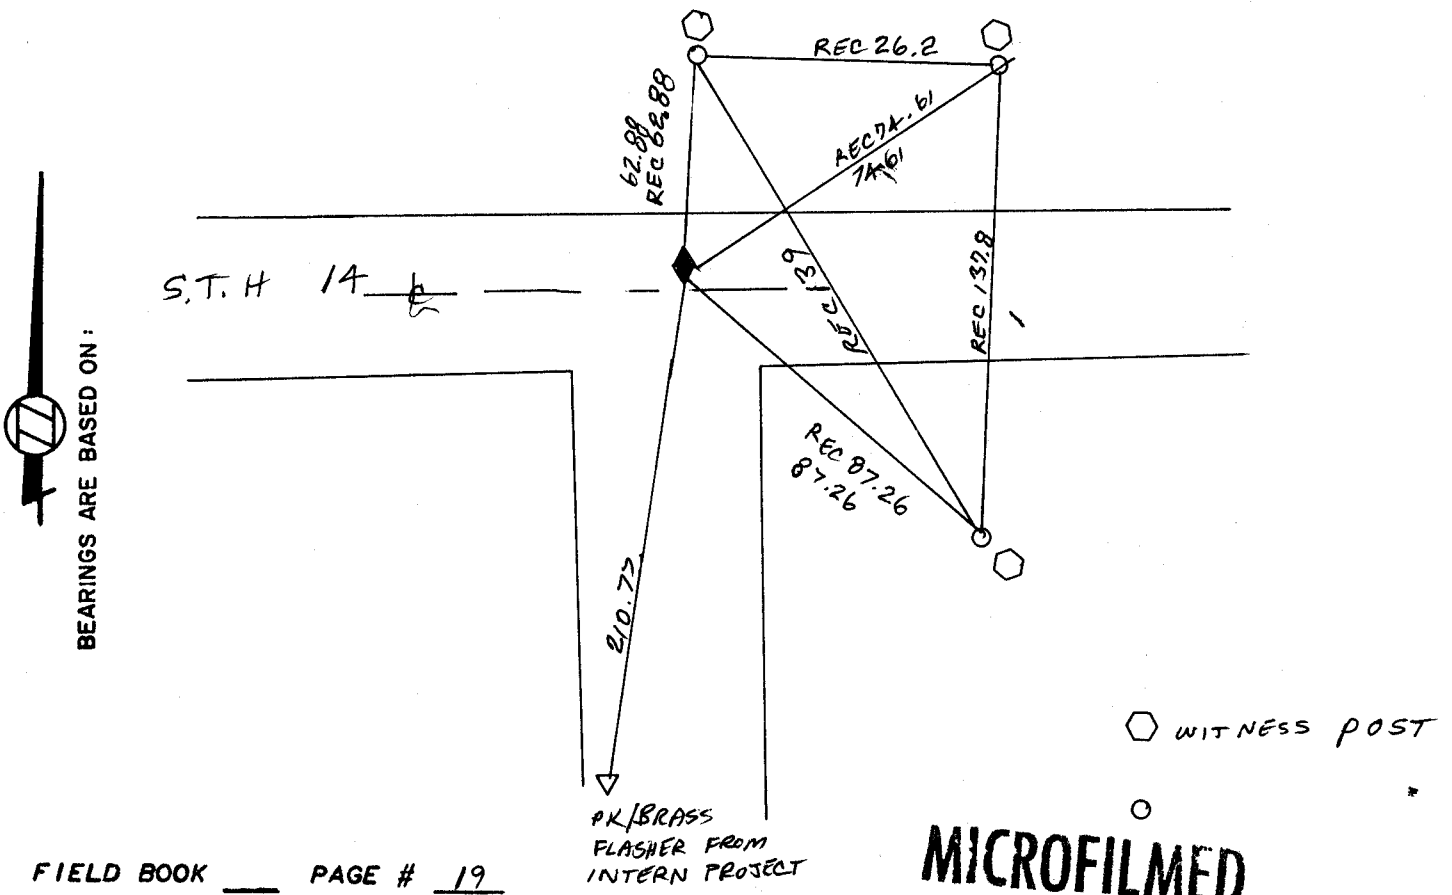 REC 26.2
62.88
REC 62.88
REC 74.61
74.61
S.T.H 14 ℄
REC 139
REC 137.8
BEARINGS ARE BASED ON:
REC 87.26
87.26
210.77
WITNESS POST
PK/BRASS
FLASHER FROM
INTERN PROJECT
MICROFILMED
FIELD BOOK ___ PAGE # 19